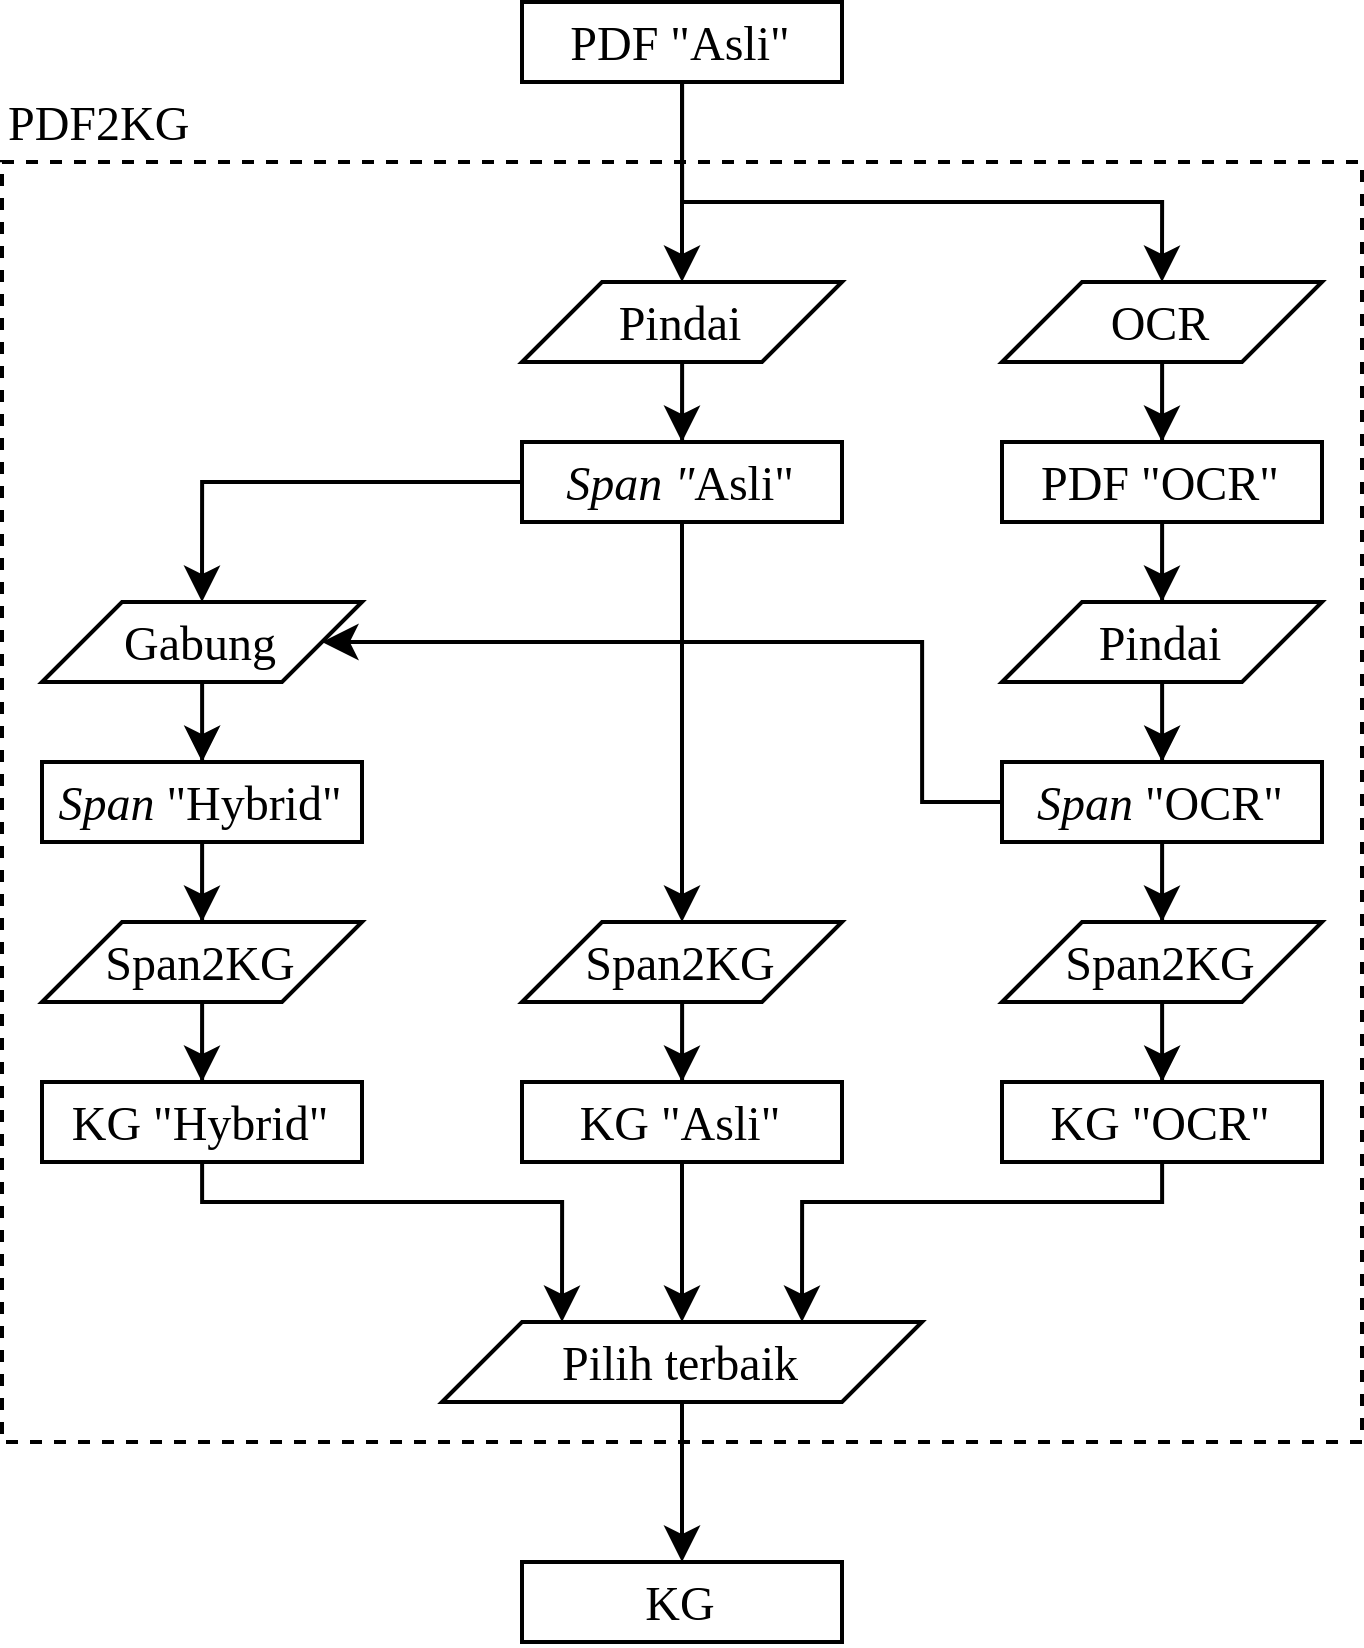 PDF "Asli"
PDF2KG
Pindai
OCR
Span "Asli"
PDF "OCR"
Gabung
Pindai
Span "Hybrid"
Span "OCR"
Span2KG
Span2KG
Span2KG
KG "Hybrid"
KG "Asli"
KG "OCR"
Pilih terbaik
KG